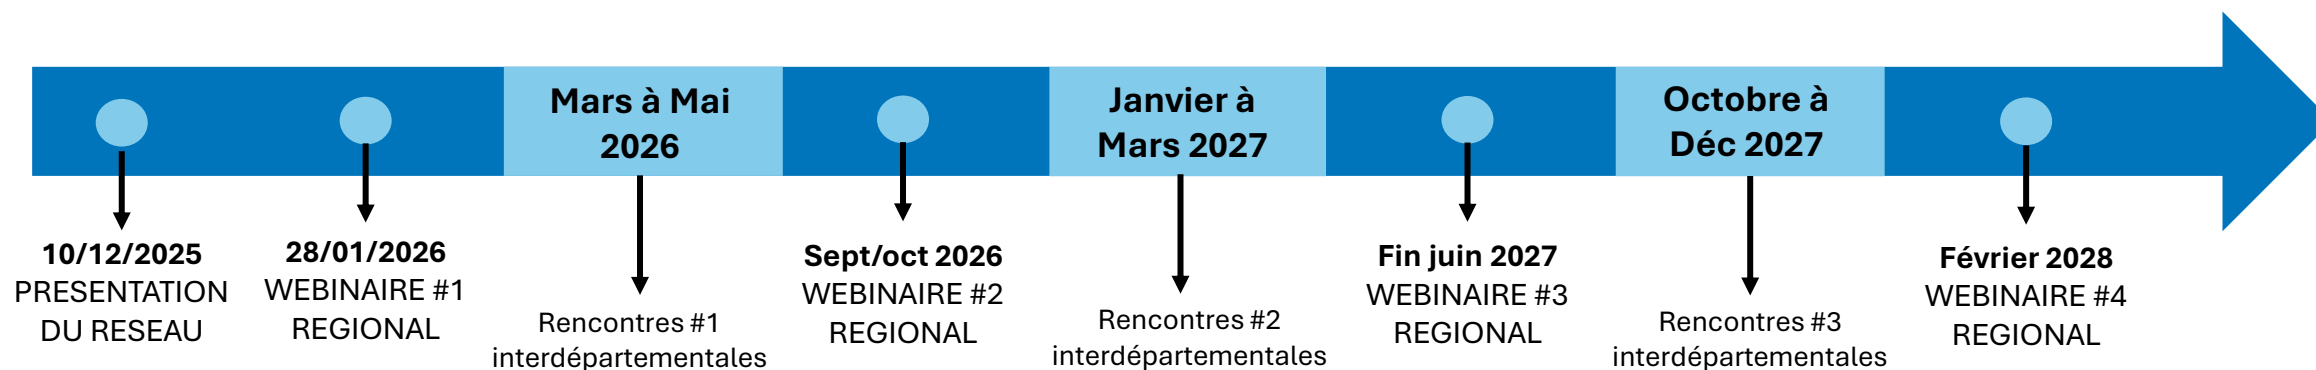 10/12/2025
PRESENTATION
DU RESEAU
28/01/2026
WEBINAIRE #1
REGIONAL
Mars à Mai
2026
Rencontres #1
interdépartementales
Sept/oct 2026
WEBINAIRE #2
REGIONAL
Janvier à
Mars 2027
Rencontres #2
interdépartementales
Fin juin 2027
WEBINAIRE #3
REGIONAL
Octobre à
Déc 2027
Rencontres #3
interdépartementales
Février 2028
WEBINAIRE #4
REGIONAL